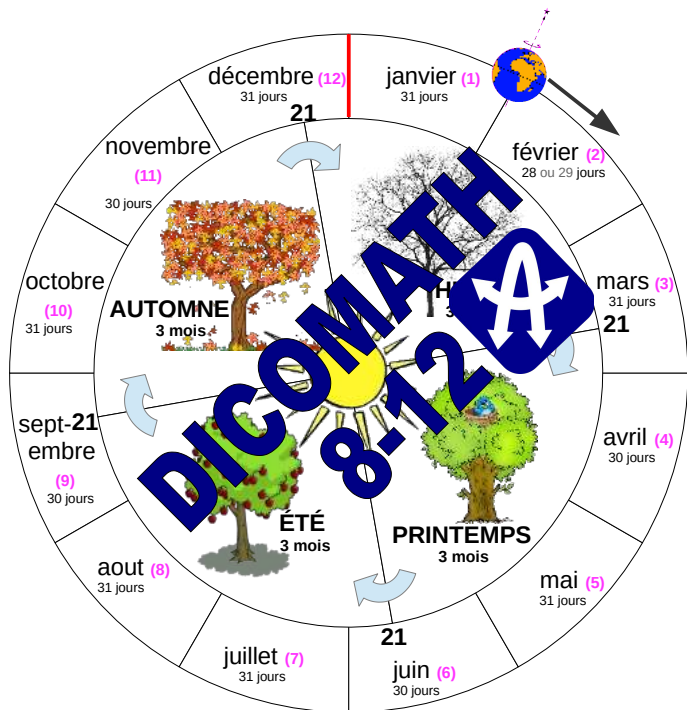 décembre (12)
31 jours
janvier (1)
31 jours
février (2)
28 ou 29 jours
mars (3)
31 jours
avril (4)
30 jours
mai (5)
31 jours
juin (6)
30 jours
juillet (7)
31 jours
aout (8)
31 jours
sept-
embre
(9)
30 jours
octobre
(10)
31 jours
novembre
(11)
30 jours
21
21
21
21
AUTOMNE
3 mois
H
3
PRINTEMPS
3 mois
ÉTÉ
3 mois
DICOMATH
8-12